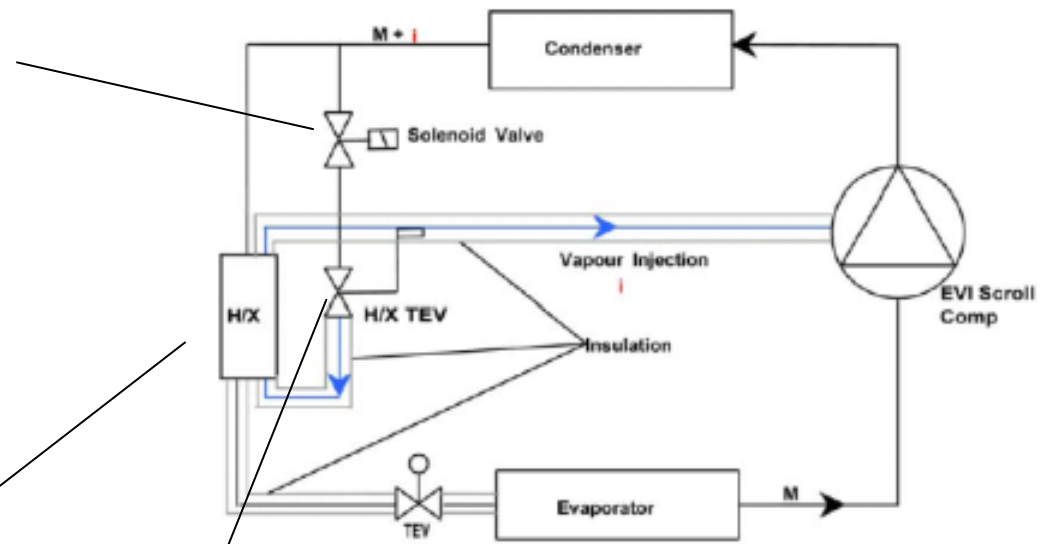 M + i
Condenser
Solenoid Valve
Vapour Injection
i
EVI Scroll
Comp
H/X
H/X TEV
Insulation
TEV
Evaporator
M